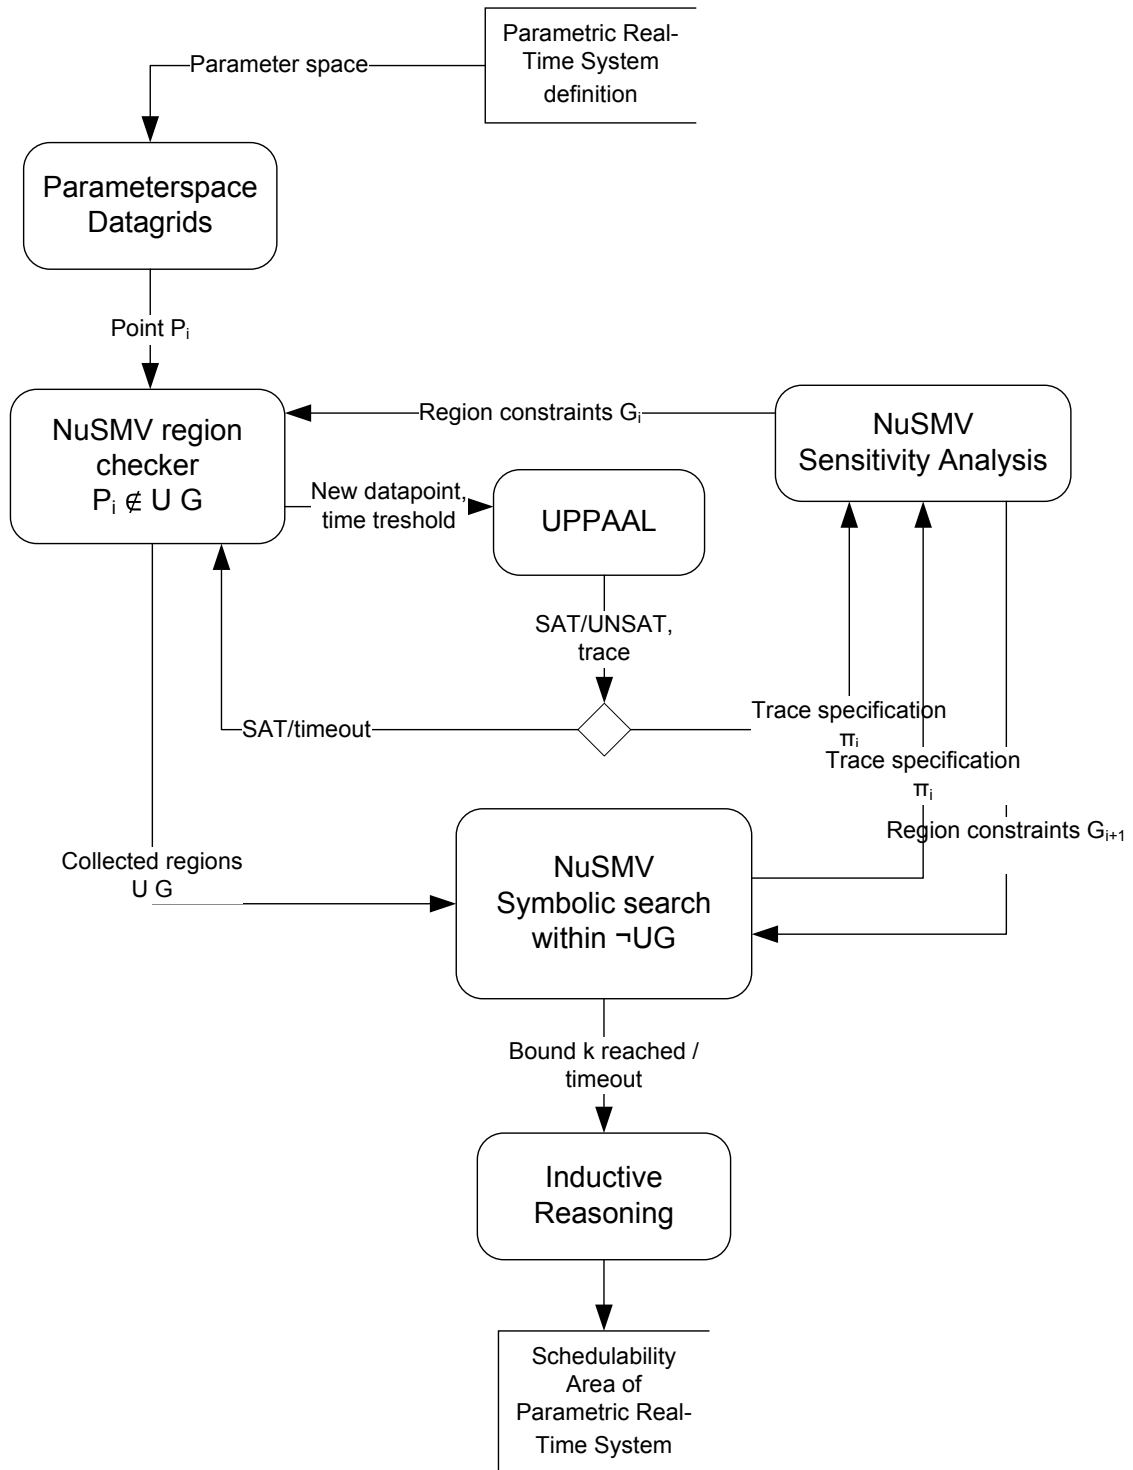 Parametric Real-
Time System
definition
Parameter space
Parameterspace
Datagrids
Point Pi
NuSMV region
checker
Pi ∉ U G
Region constraints Gi
NuSMV
Sensitivity Analysis
New datapoint,
time treshold
UPPAAL
SAT/UNSAT,
trace
SAT/timeout
Trace specification
πi
Trace specification
πi
Region constraints Gi+1
Collected regions
U G
NuSMV
Symbolic search
within ¬UG
Bound k reached /
timeout
Inductive
Reasoning
Schedulability
Area of
Parametric Real-
Time System